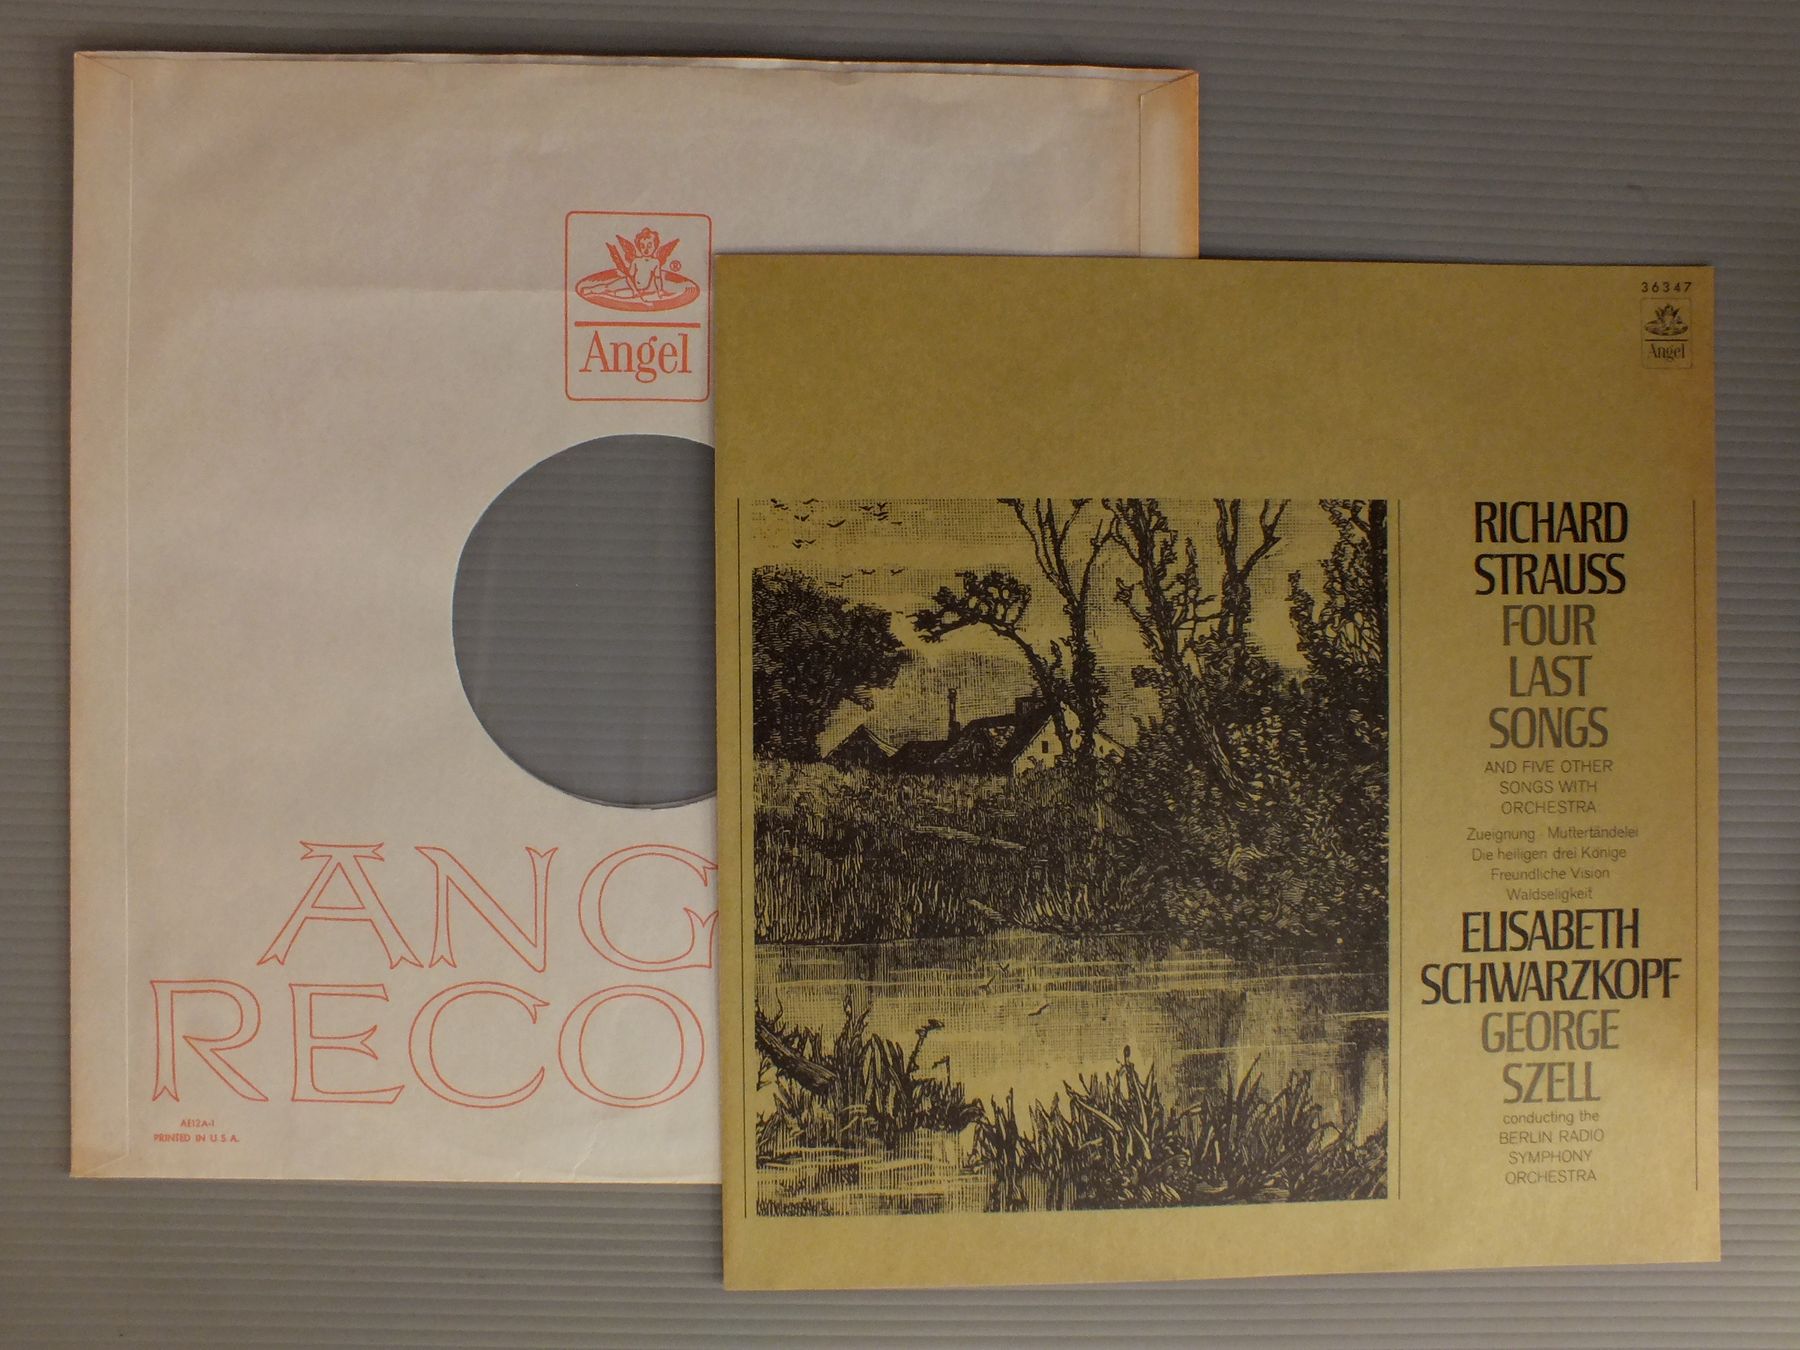 ®
Angel
ANG
RECO
AE12A-1
PRINTED IN U.S.A.
36347
Angel
RICHARD
STRAUSS
FOUR
LAST
SONGS
AND FIVE OTHER
SONGS WITH
ORCHESTRA
Zueignung · Muttertändelei
Die heiligen drei Könige
Freundliche Vision
Waldseligkeit
ELISABETH
SCHWARZKOPF
GEORGE
SZELL
conducting the
BERLIN RADIO
SYMPHONY
ORCHESTRA